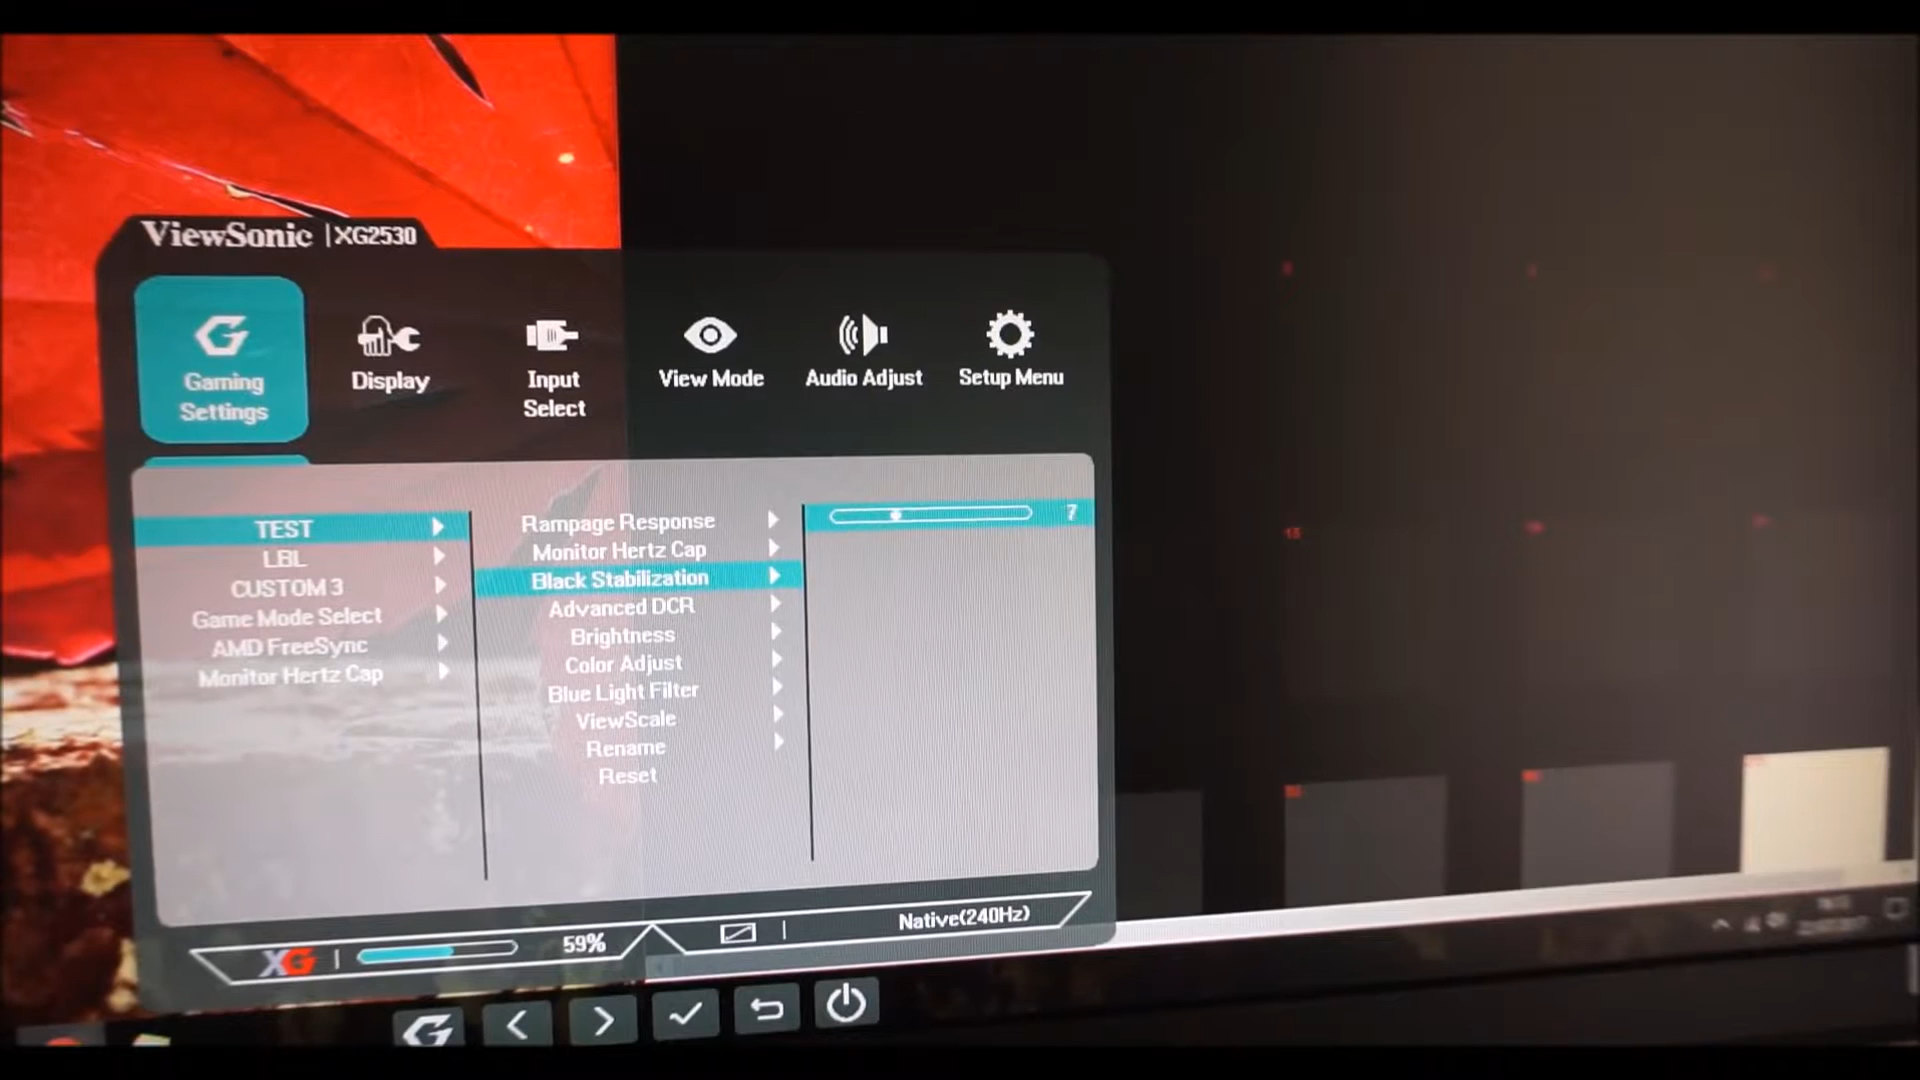 ViewSonic | XG2530
Gaming
Settings
Display
Input
Select
View Mode
Audio Adjust
Setup Menu
TEST
LBL
CUSTOM 3
Game Mode Select
AMD FreeSync
Monitor Hertz Cap
Rampage Response
Monitor Hertz Cap
Black Stabilization
Advanced DCR
Brightness
Color Adjust
Blue Light Filter
ViewScale
Rename
Reset
7
XG | 59%
Native(240Hz)